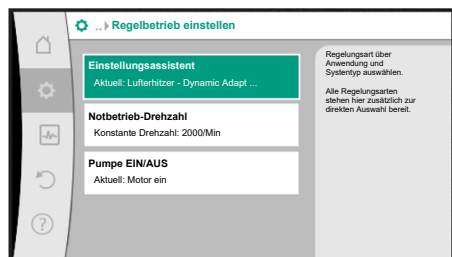 .. Regelbetrieb einstellen
Einstellungsassistent
Aktuell: Lufterhitzer - Dynamic Adapt ...
Notbetrieb-Drehzahl
Konstante Drehzahl: 2000/Min
Pumpe EIN/AUS
Aktuell: Motor ein
Regelungsart über
Anwendung und
Systemtyp auswählen.
Alle Regelungsarten
stehen hier zusätzlich zur
direkten Auswahl bereit.
?